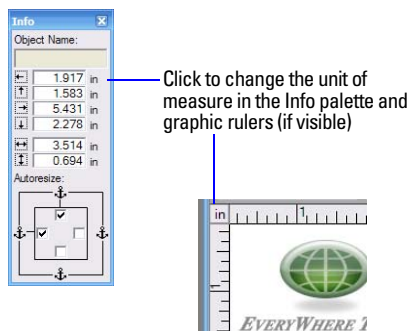 Info
Object Name:
1.917 in
1.583 in
5.431 in
2.278 in
3.514 in
0.694 in
Autoresize:
Click to change the unit of
measure in the Info palette and
graphic rulers (if visible)
in 1
1
EVERYWHERE T